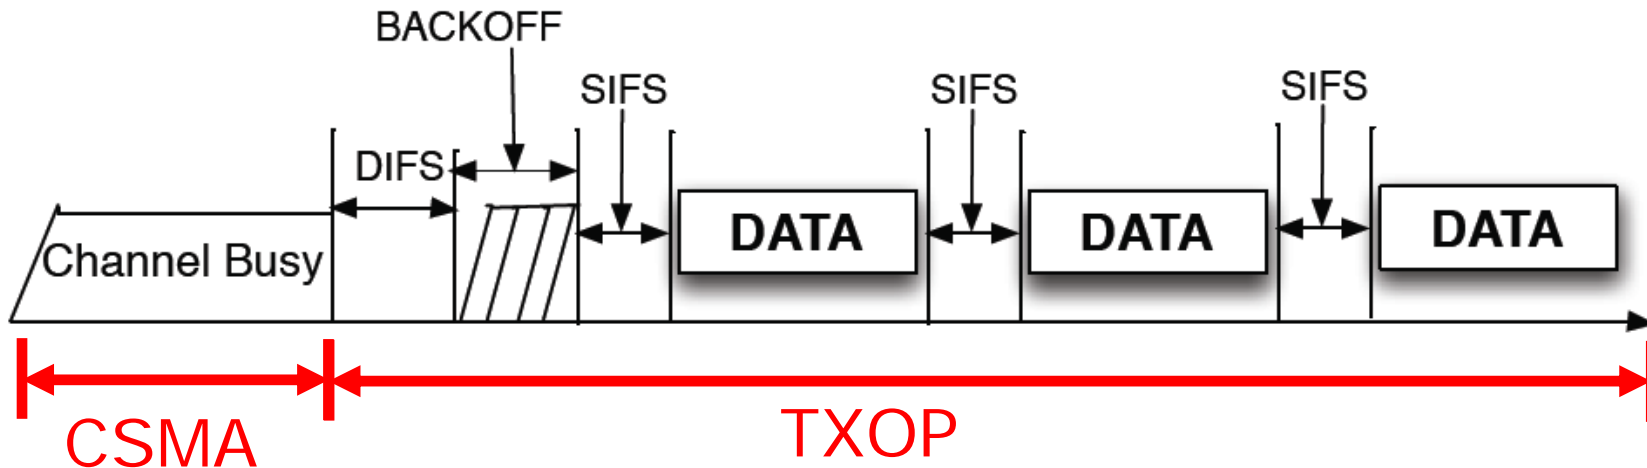 BACKOFF
SIFS
SIFS
SIFS
DIFS
Channel Busy
DATA
DATA
DATA
CSMA
TXOP